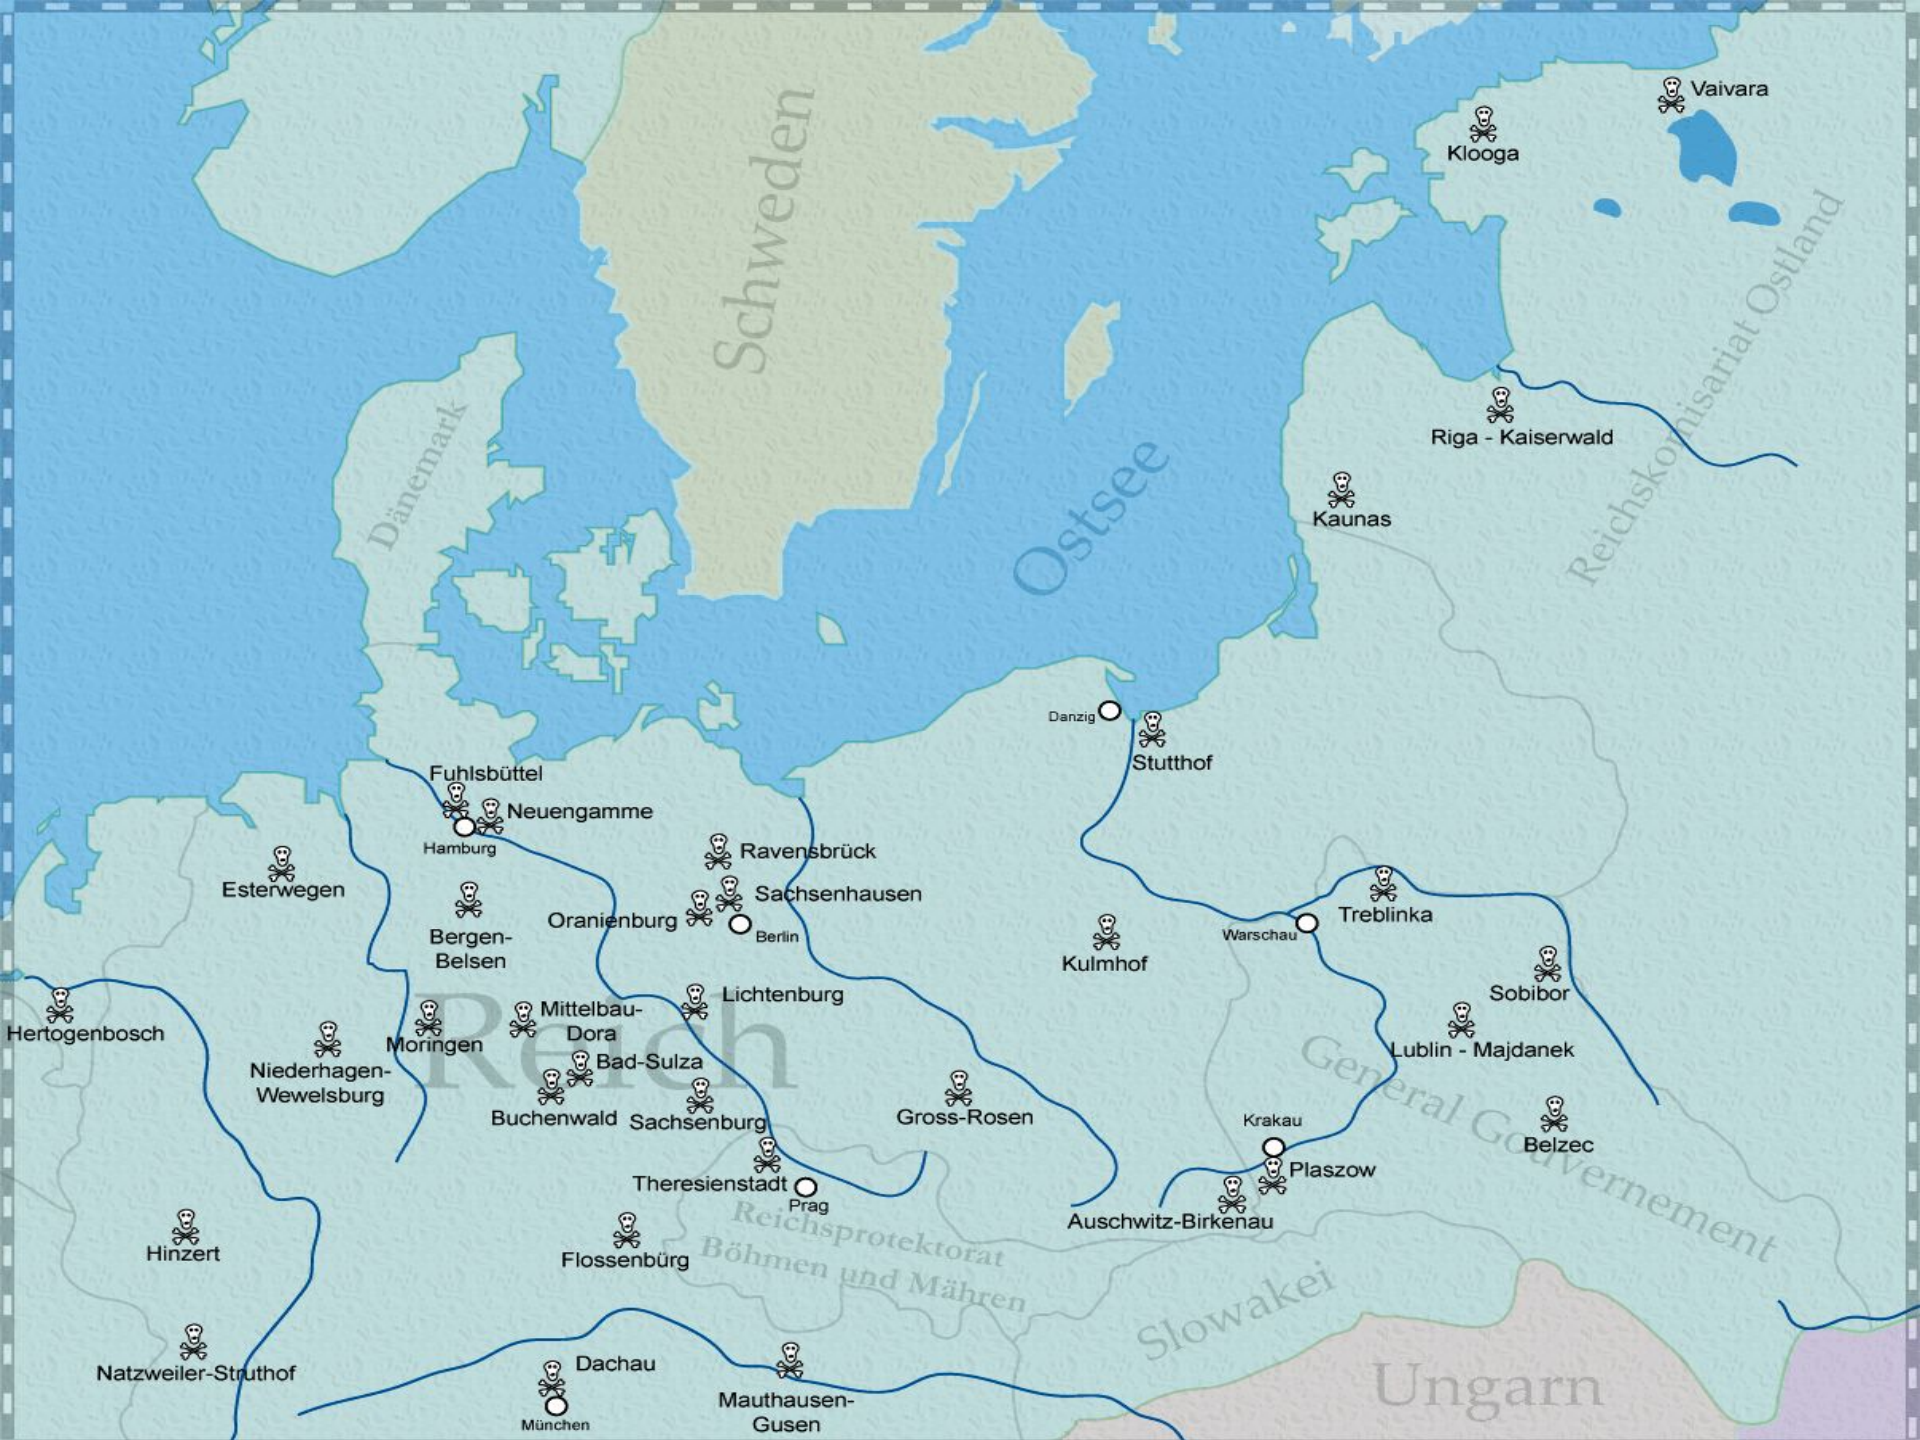 Vaivara
Klooga
Schweden
Reichskomisariat Ostland
Riga - Kaiserwald
Dänemark
Ostsee
Kaunas
Danzig
Stutthof
Fuhlsbüttel
Neuengamme
Hamburg
Ravensbrück
Esterwegen
Sachsenhausen
Oranienburg
Berlin
Bergen-
Belsen
Treblinka
Warschau
Kulmhof
Sobibor
Lichtenburg
Hertogenbosch
Mittelbau-
Dora
Moringen
Reich
Niederhagen-
Wewelsburg
Bad-Sulza
Buchenwald
Sachsenburg
Gross-Rosen
Lublin - Majdanek
General Gouvernement
Krakau
Belzec
Plaszow
Theresienstadt
Prag
Auschwitz-Birkenau
Reichsprotektorat
Böhmen und Mähren
Hinzert
Flossenbürg
Slowakei
Natzweiler-Struthof
Dachau
München
Mauthausen-
Gusen
Ungarn